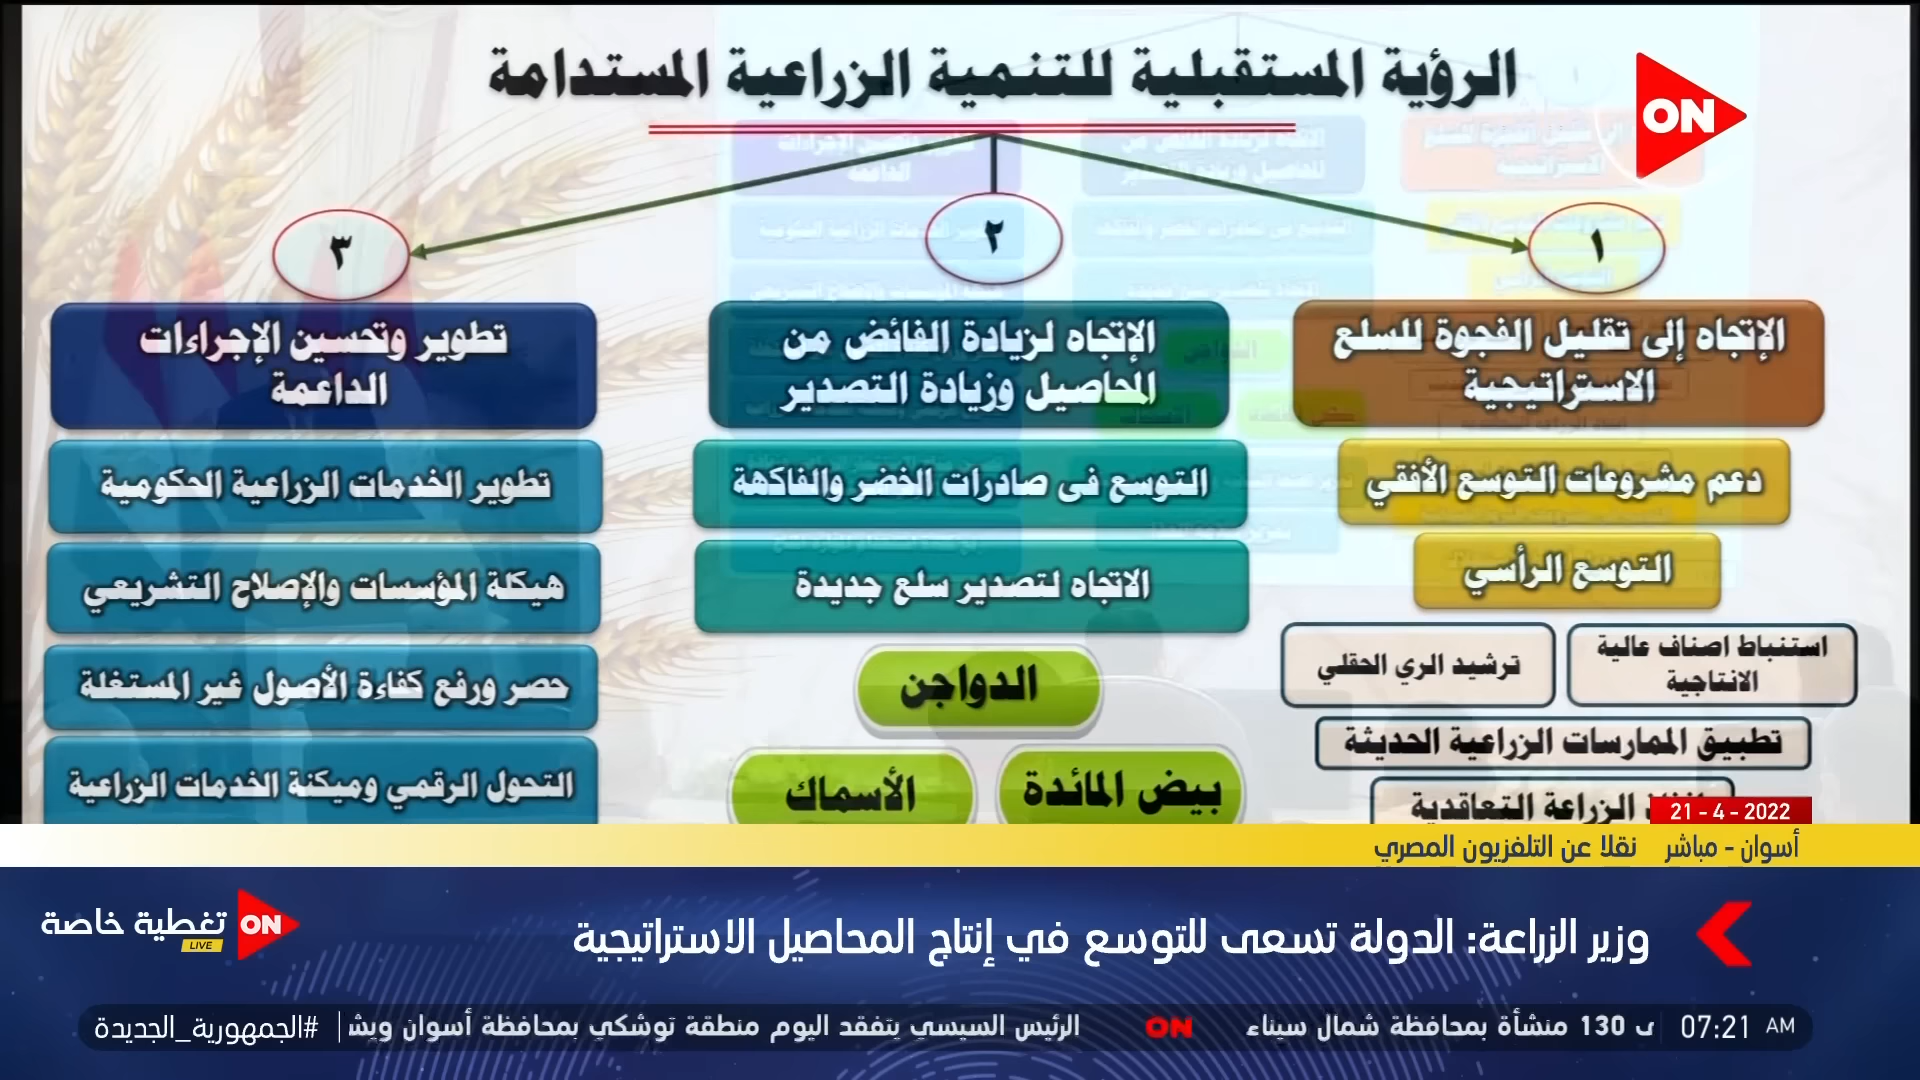 الرؤية المستقبلية للتنمية الزراعية المستدامة
ON
١
٢
٣
الإتجاه إلى تقليل الفجوة للسلع
الاستراتيجية
دعم مشروعات التوسع الأفقي
التوسع الرأسي
استنباط اصناف عالية
الانتاجية
ترشيد الري الحقلي
تطبيق الممارسات الزراعية الحديثة
الزراعة التعاقدية
الإتجاه لزيادة الفائض من
المحاصيل وزيادة التصدير
التوسع فى صادرات الخضر والفاكهة
الاتجاه لتصدير سلع جديدة
الدواجن
بيض المائدة
الأسماك
تطوير وتحسين الإجراءات
الداعمة
تطوير الخدمات الزراعية الحكومية
هيكلة المؤسسات والإصلاح التشريعي
حصر ورفع كفاءة الأصول غير المستغلة
التحول الرقمي وميكنة الخدمات الزراعية
21 - 4 - 2022
أسوان - مباشر نقلا عن التلفزيون المصري
وزير الزراعة: الدولة تسعى للتوسع في إنتاج المحاصيل الاستراتيجية
ON تغطية خاصة
LIVE
07:21 AM
130 منشأة بمحافظة شمال سيناء ON الرئيس السيسي يتفقد اليوم منطقة توشكي بمحافظة أسوان ويش
#الجمهورية_الجديدة